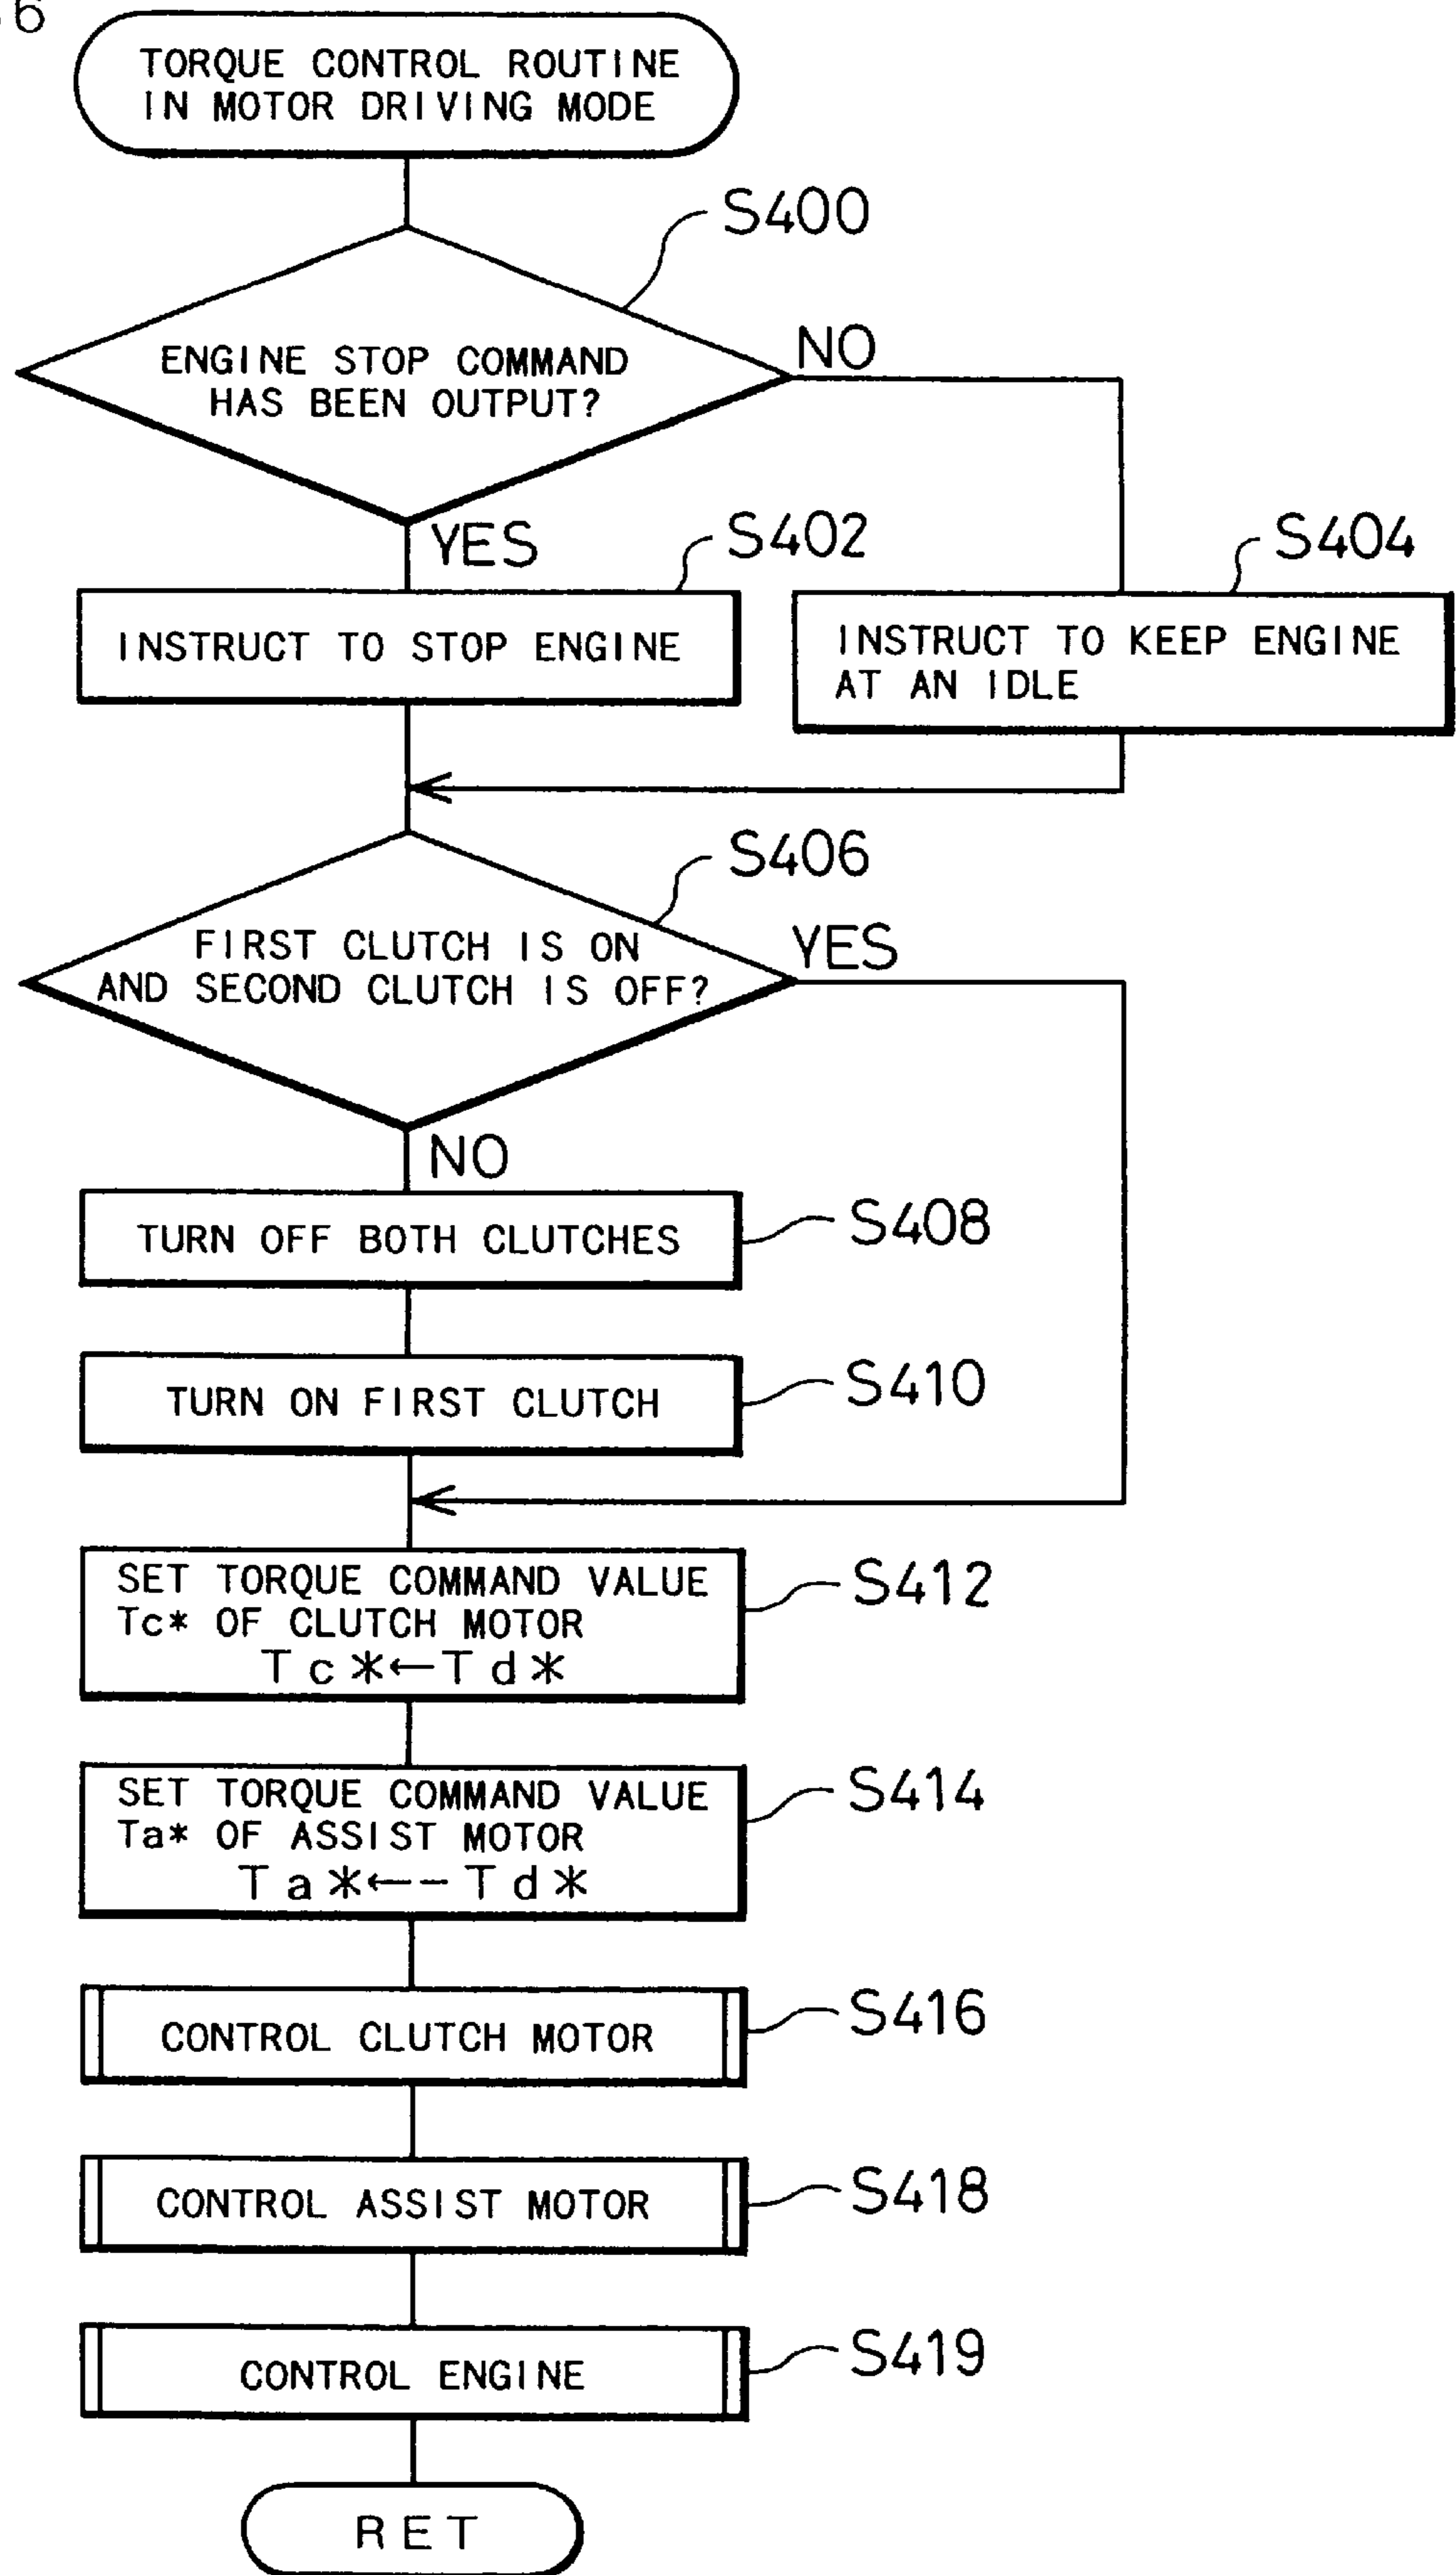 6
TORQUE CONTROL ROUTINE
IN MOTOR DRIVING MODE
S400
ENGINE STOP COMMAND
HAS BEEN OUTPUT?
NO
YES
S402
INSTRUCT TO STOP ENGINE
S404
INSTRUCT TO KEEP ENGINE
AT AN IDLE
S406
FIRST CLUTCH IS ON
AND SECOND CLUTCH IS OFF?
YES
NO
TURN OFF BOTH CLUTCHES
S408
TURN ON FIRST CLUTCH
S410
SET TORQUE COMMAND VALUE
Tc* OF CLUTCH MOTOR
Tc*←Td*
S412
SET TORQUE COMMAND VALUE
Ta* OF ASSIST MOTOR
Ta*←-Td*
S414
CONTROL CLUTCH MOTOR
S416
CONTROL ASSIST MOTOR
S418
CONTROL ENGINE
S419
RET